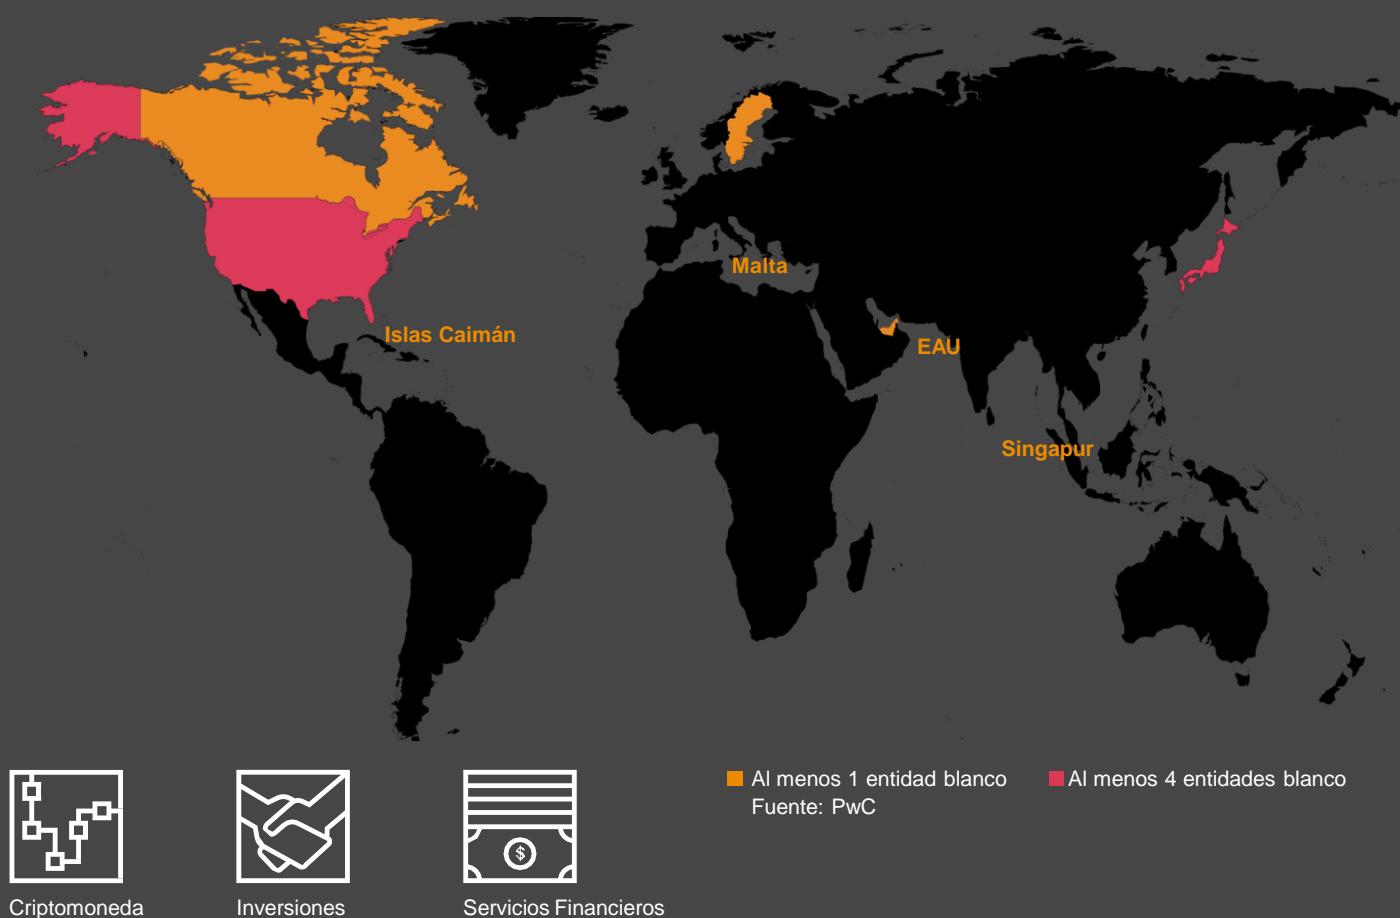 Malta
Islas Caimán
EAU
Singapur
Al menos 1 entidad blanco
Al menos 4 entidades blanco
Fuente: PwC
$
Criptomoneda
Inversiones
Servicios Financieros